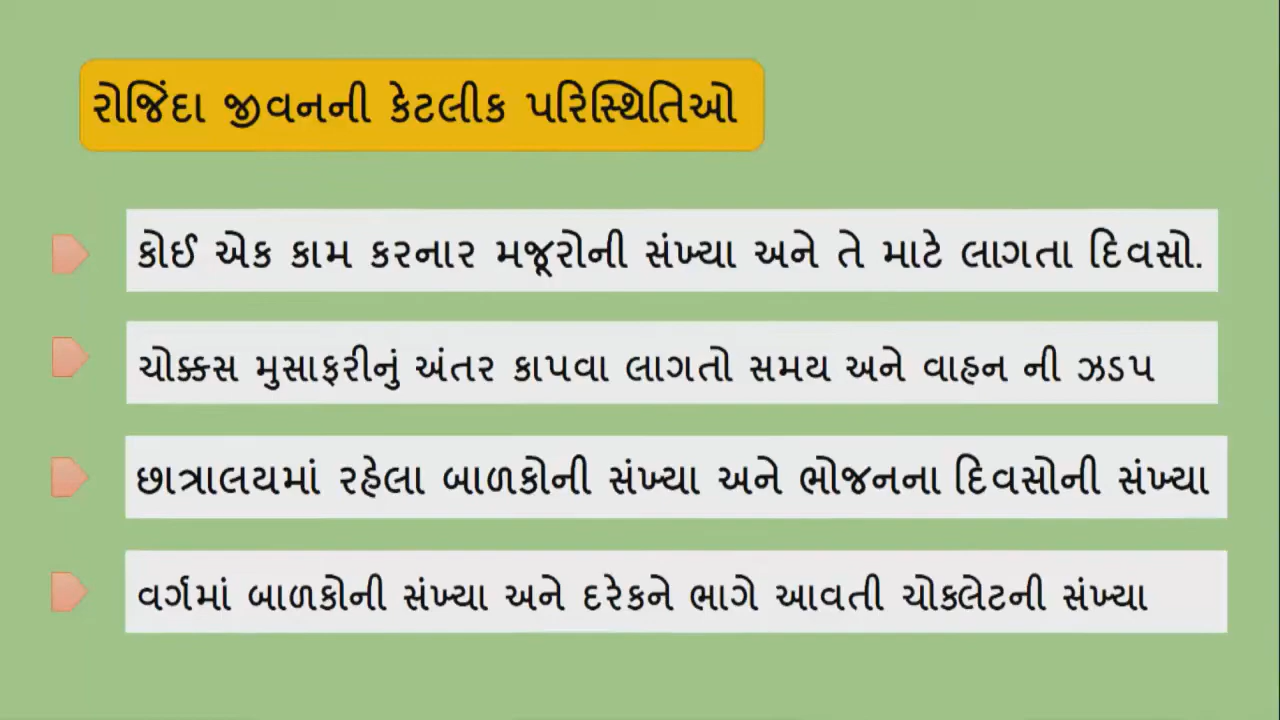 રોજિંદા જીવનની કેટલીક પરિસ્થિતિઓ
કોઈ એક કામ કરનાર મજૂરોની સંખ્યા અને તે માટે લાગતા દિવસો.
ચોક્કસ મુસાફરીનું અંતર કાપવા લાગતો સમય અને વાહન ની ઝડપ
છાત્રાલયમાં રહેલા બાળકોની સંખ્યા અને ભોજનના દિવસોની સંખ્યા
વર્ગમાં બાળકોની સંખ્યા અને દરેકને ભાગે આવતી ચોકલેટની સંખ્યા